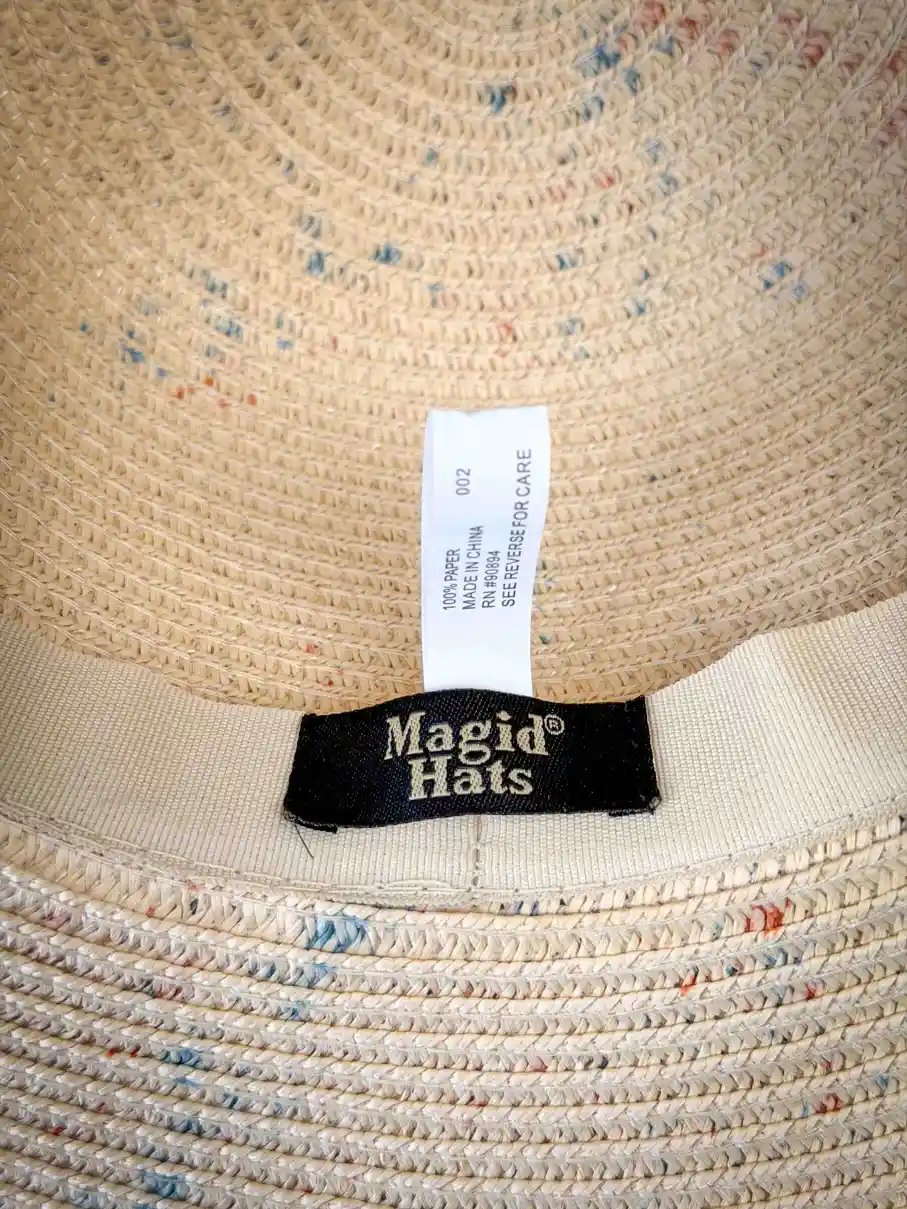 100% PAPER
MADE IN CHINA 002
RN #90894
SEE REVERSE FOR CARE
Magid®
Hats